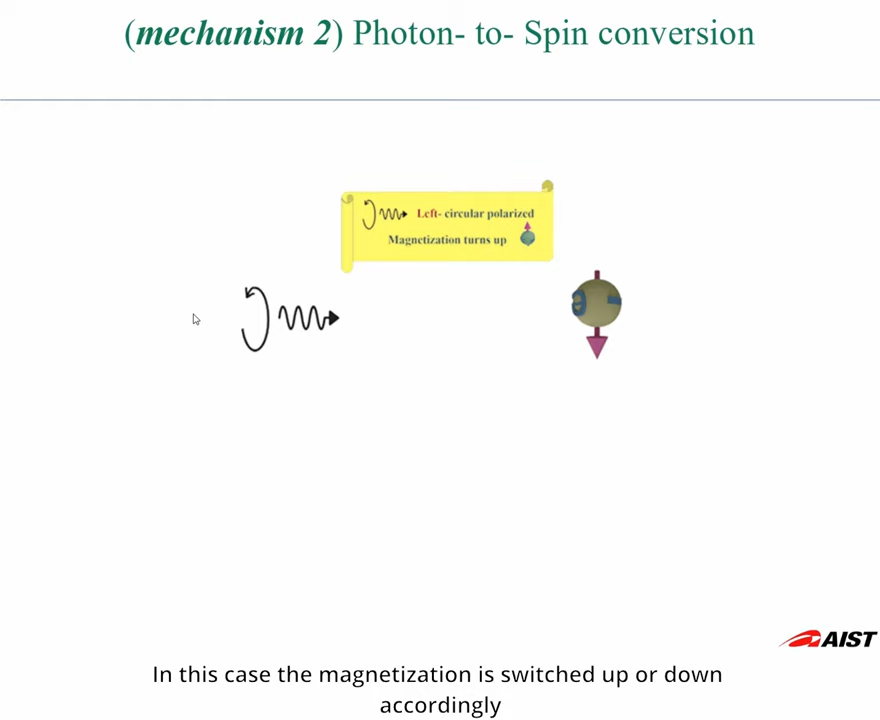 (mechanism 2) Photon- to- Spin conversion
Left- circular polarized
Magnetization turns up
AIST
In this case the magnetization is switched up or down
accordingly